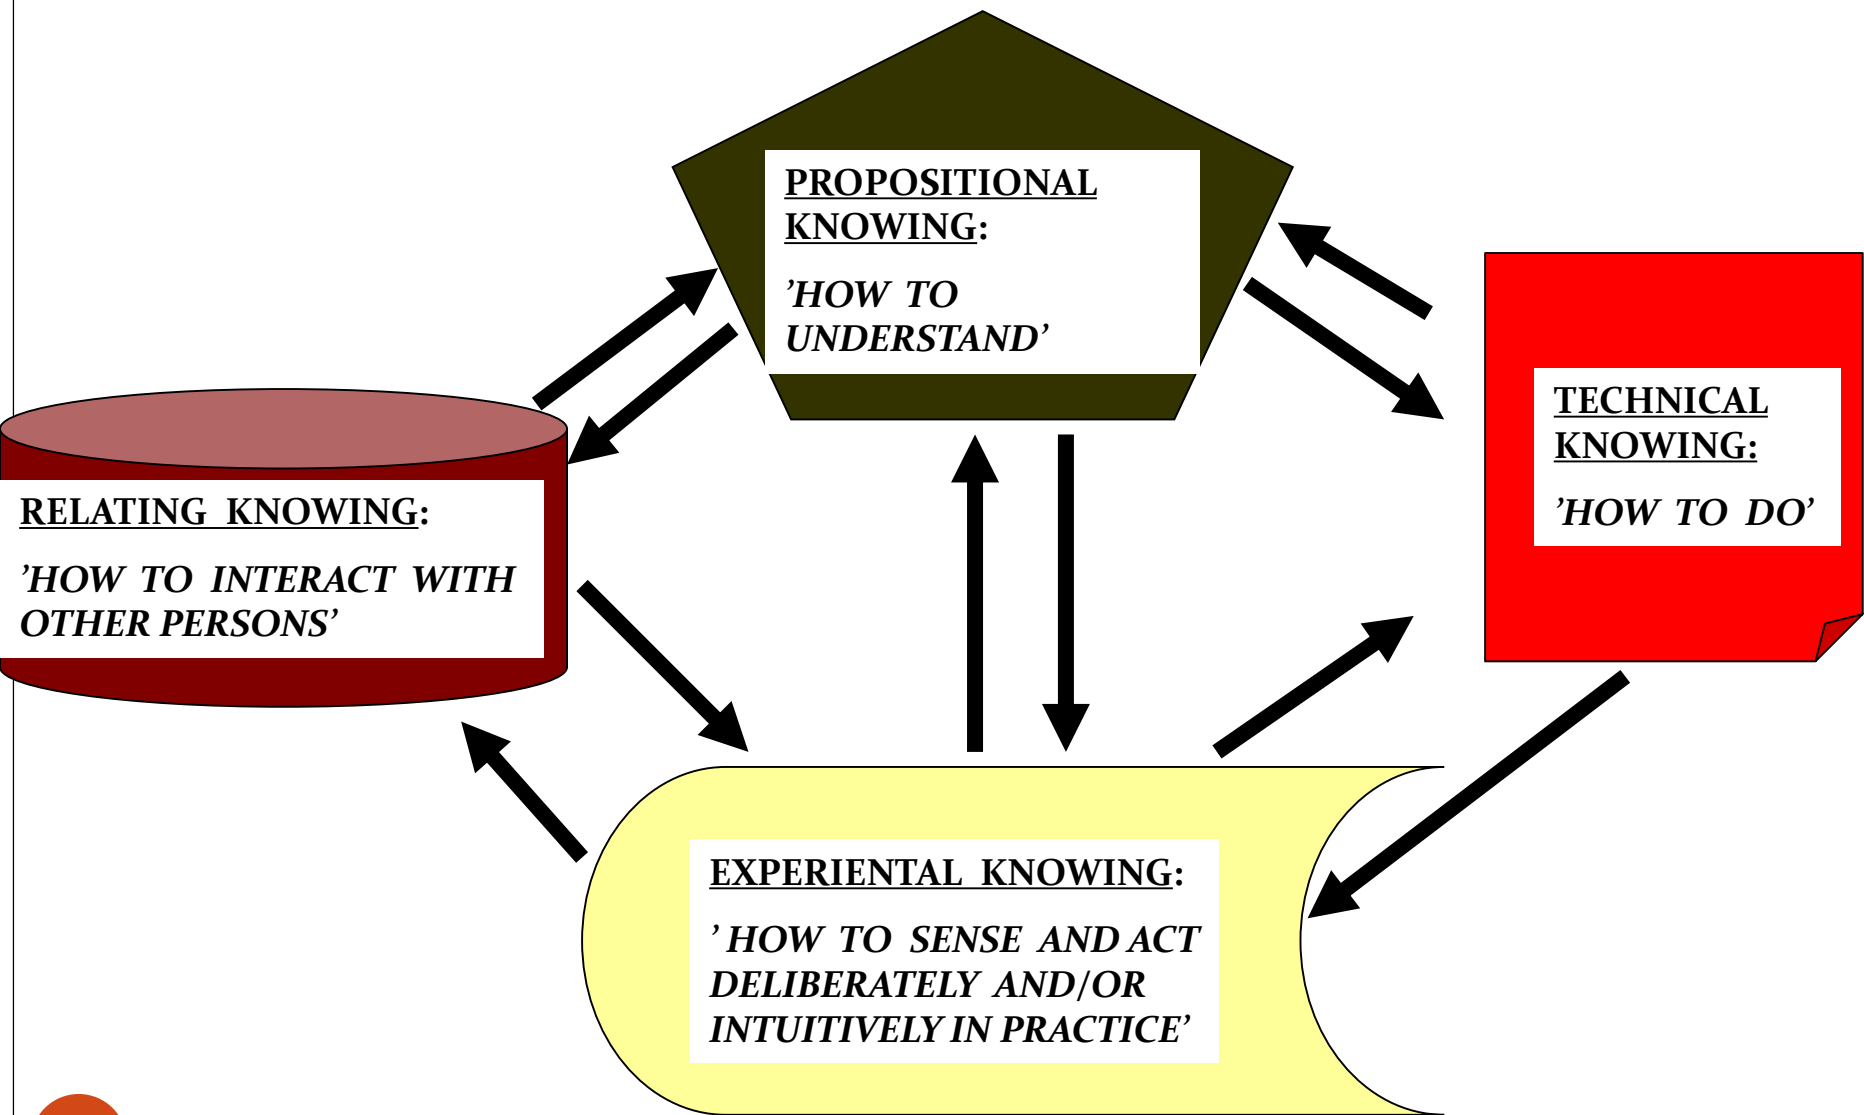 PROPOSITIONAL
KNOWING:
’HOW TO
UNDERSTAND’
TECHNICAL
KNOWING:
’HOW TO DO’
RELATING KNOWING:
’HOW TO INTERACT WITH
OTHER PERSONS’
EXPERIENTAL KNOWING:
’ HOW TO SENSE AND ACT
DELIBERATELY AND/OR
INTUITIVELY IN PRACTICE’